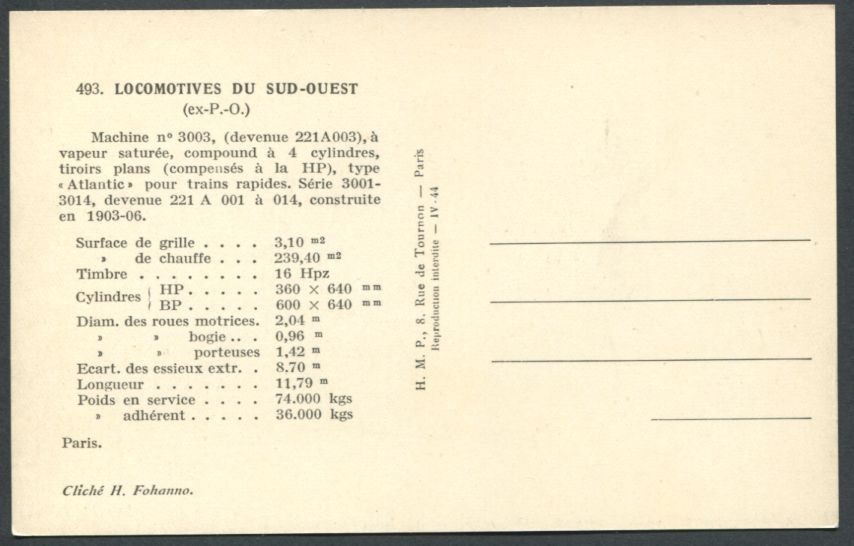 493. LOCOMOTIVES DU SUD-OUEST
(ex-P.-O.)
Machine nº 3003, (devenue 221A003), à
vapeur saturée, compound à 4 cylindres,
tiroirs plans (compensés à la HP), type
« Atlantic » pour trains rapides. Série 3001-
3014, devenue 221 A 001 à 014, construite
en 1903-06.
Surface de grille . . . . 3,10 m2
» de chauffe . . . 239,40 m2
Timbre . . . . . . . . 16 Hpz
Cylindres { HP . . . . . 360 × 640 mm
BP . . . . . 600 × 640 mm
Diam. des roues motrices. 2,04 m
» » bogie . . . 0,96 m
» » porteuses 1,42 m
Ecart. des essieux extr. . 8.70 m
Longueur . . . . . . . 11,79 m
Poids en service . . . . 74.000 kgs
» adhérent . . . . . 36.000 kgs
Paris.
Cliché H. Fohanno.
H. M. P., 8. Rue de Tournon — Paris
Reproduction interdite — IV-44